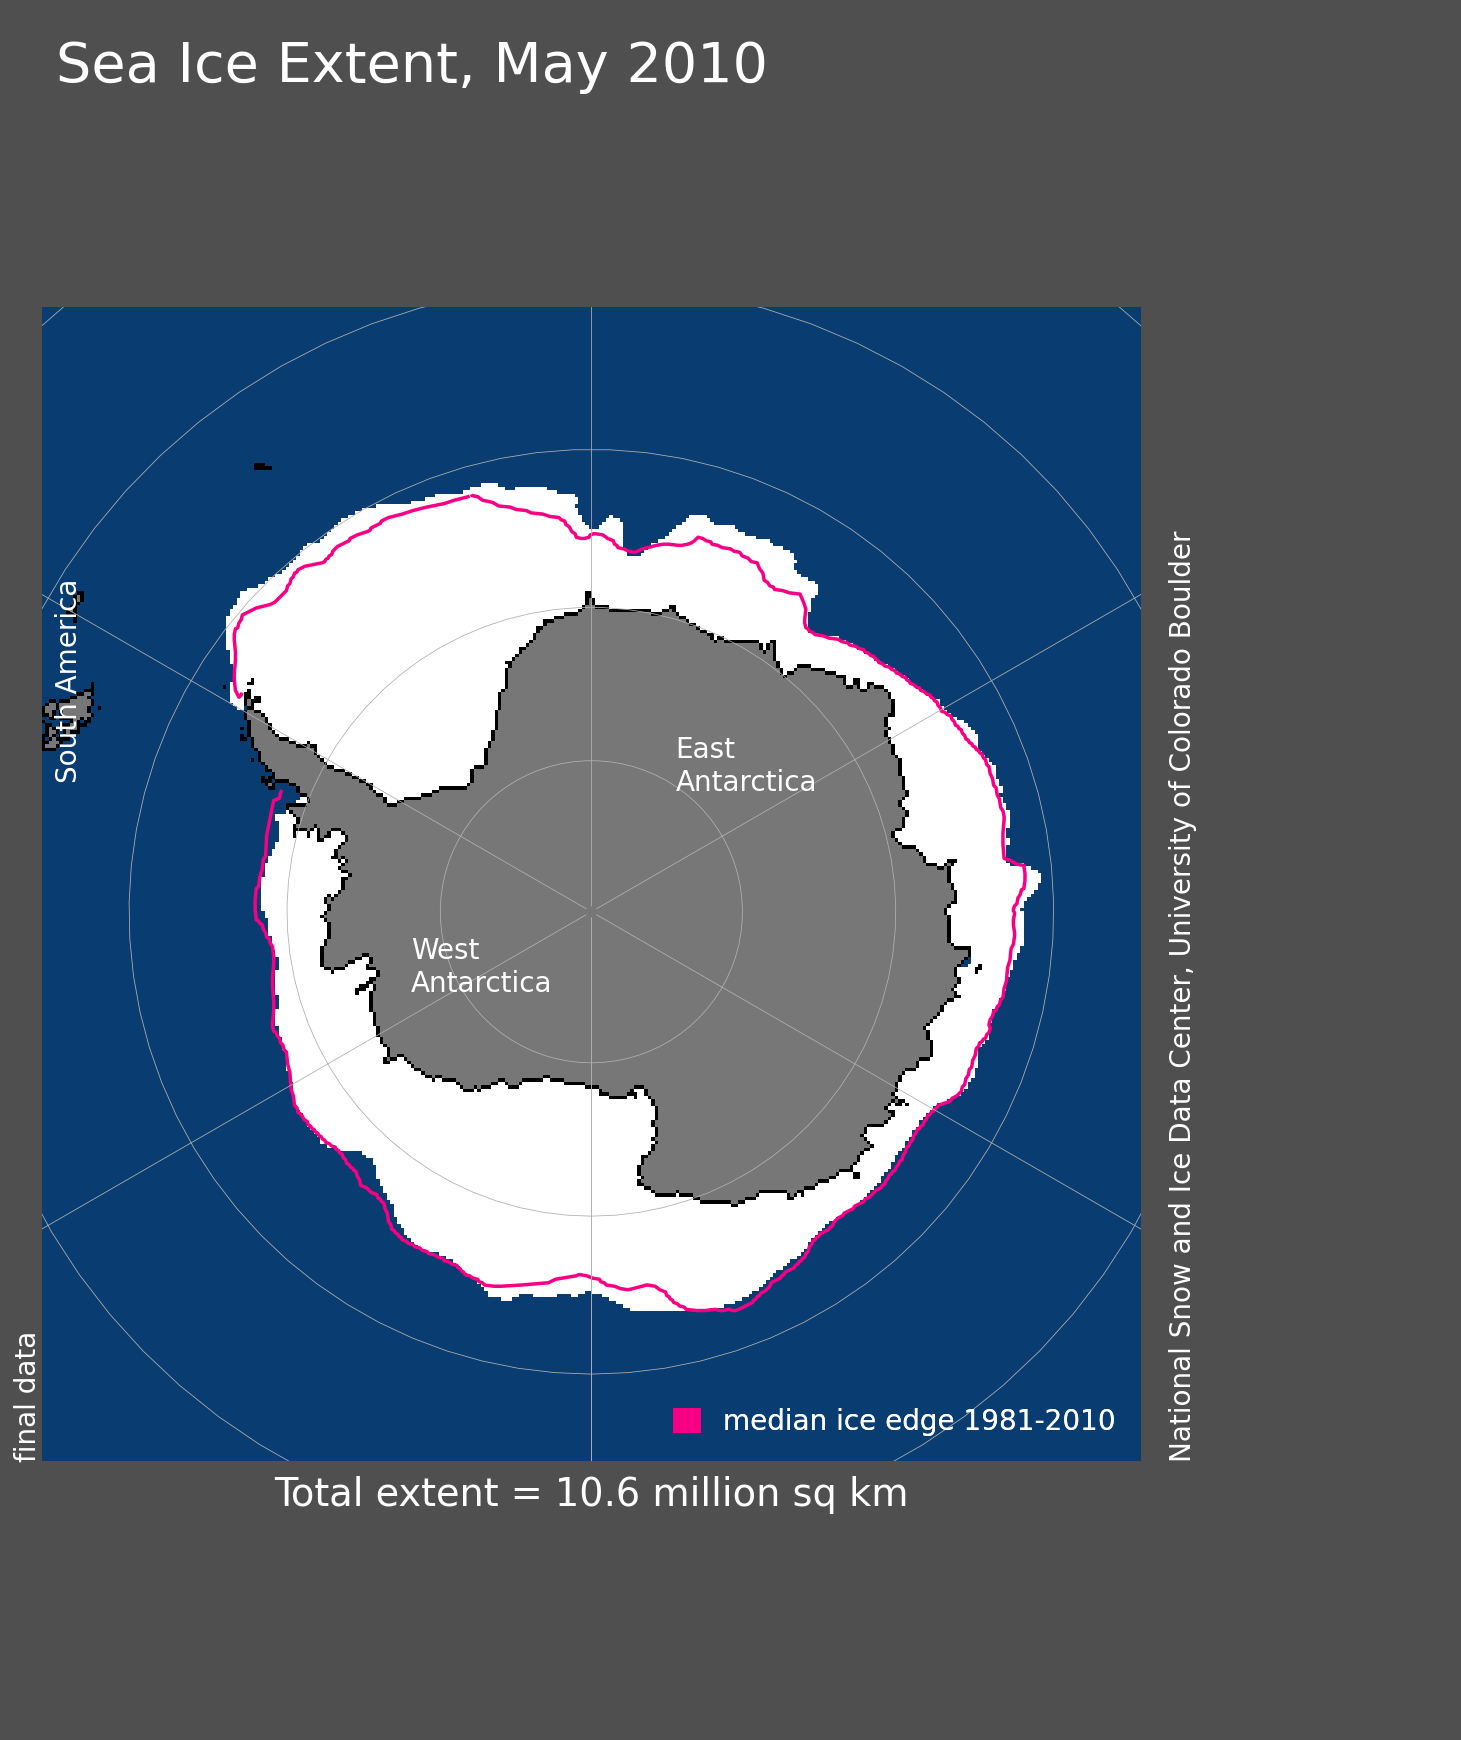 Sea Ice Extent, May 2010
South America
East
Antarctica
West
Antarctica
National Snow and Ice Data Center, University of Colorado Boulder
final data
median ice edge 1981-2010
Total extent = 10.6 million sq km